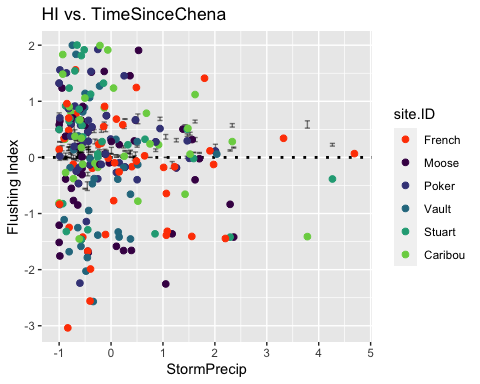 HI vs. TimeSinceChena
Flushing Index
2
1
0
-1
-2
-3
-1
0
1
2
3
4
5
StormPrecip
site.ID
French
Moose
Poker
Vault
Stuart
Caribou